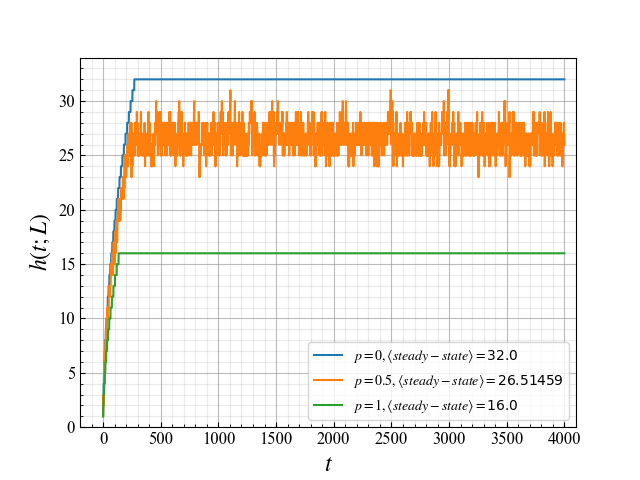 30
25
20
15
10
5
0
h(t; L)
p = 0, ⟨steady − state⟩ = 32.0
p = 0.5, ⟨steady − state⟩ = 26.51459
p = 1, ⟨steady − state⟩ = 16.0
0 500 1000 1500 2000 2500 3000 3500 4000
t